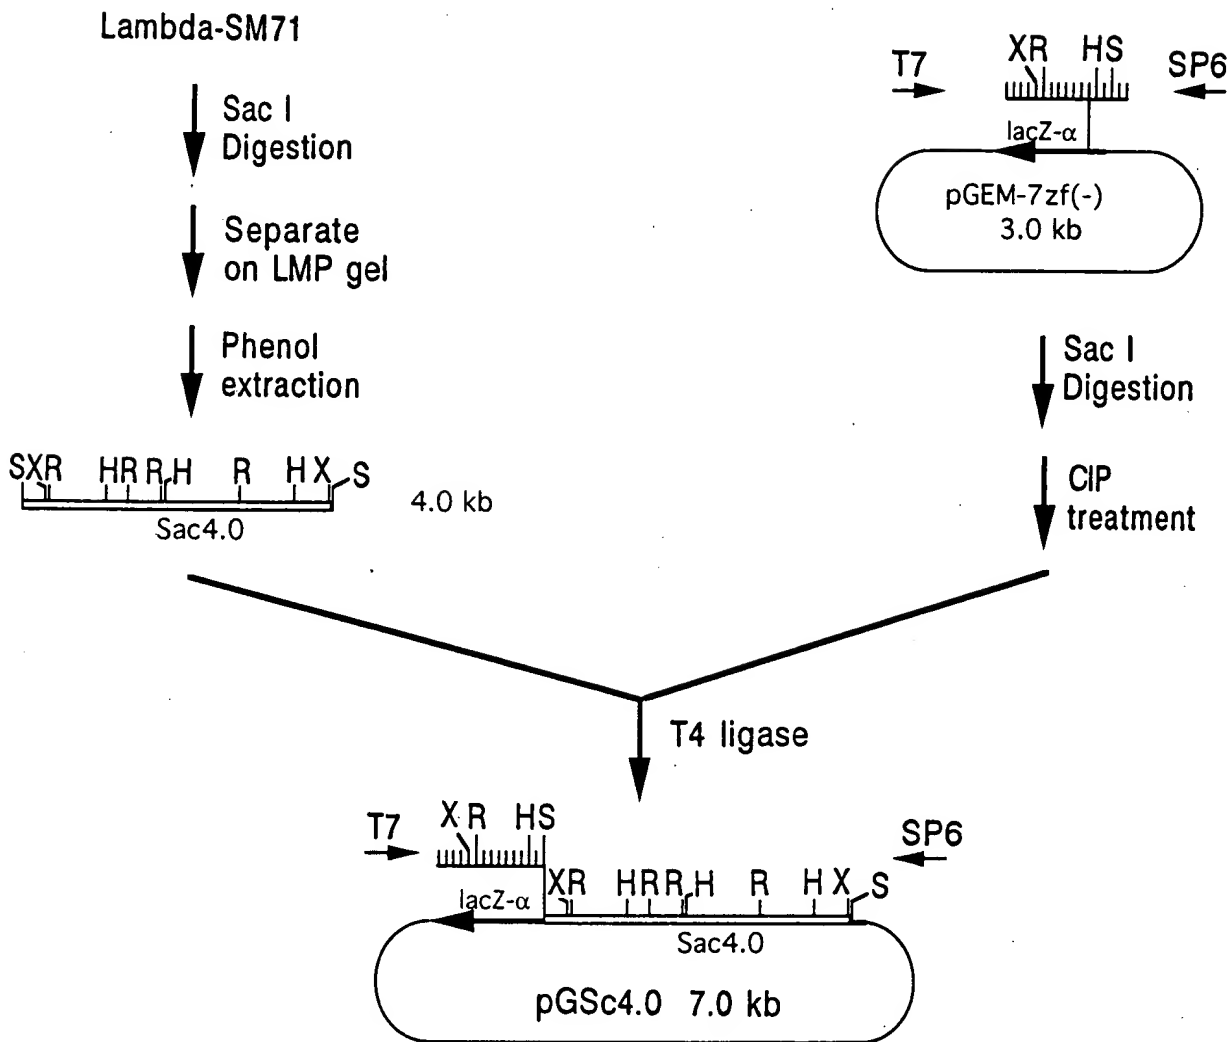 Lambda-SM71
Sac I
Digestion
Separate
on LMP gel
Phenol
extraction
SXR HR R H R H X S
4.0 kb
Sac4.0
T7
XR HS
SP6
lacZ-α
pGEM-7zf(-)
3.0 kb
Sac I
Digestion
CIP
treatment
T4 ligase
T7
X R HS
SP6
XR HR R H R H X S
lacZ-α
Sac4.0
pGSc4.0 7.0 kb